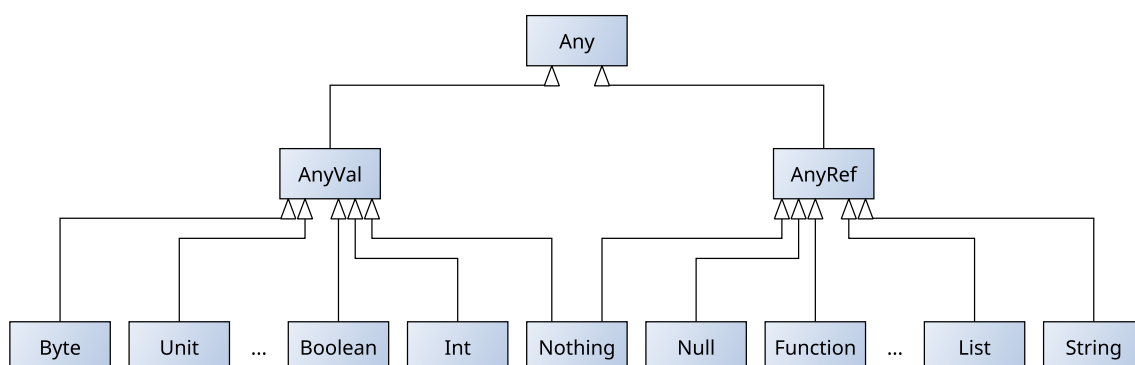 Any
AnyVal
AnyRef
Byte
Unit
...
Boolean
Int
Nothing
Null
Function
...
List
String